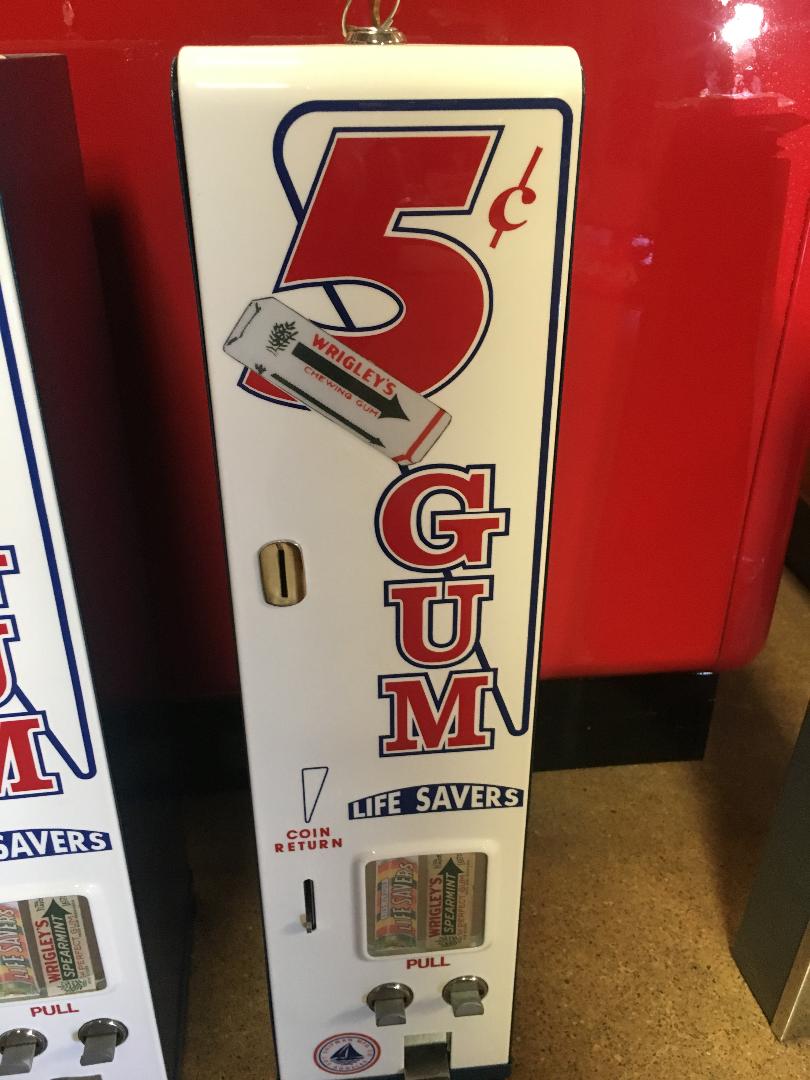 5¢
WRIGLEY'S
CHEWING GUM
GUM
LIFE SAVERS
COIN
RETURN
LIFE SAVERS
WRIGLEY'S
SPEARMINT
PULL
UM
SAVERS
LIFE SAVERS
WRIGLEY'S
SPEARMINT
PULL